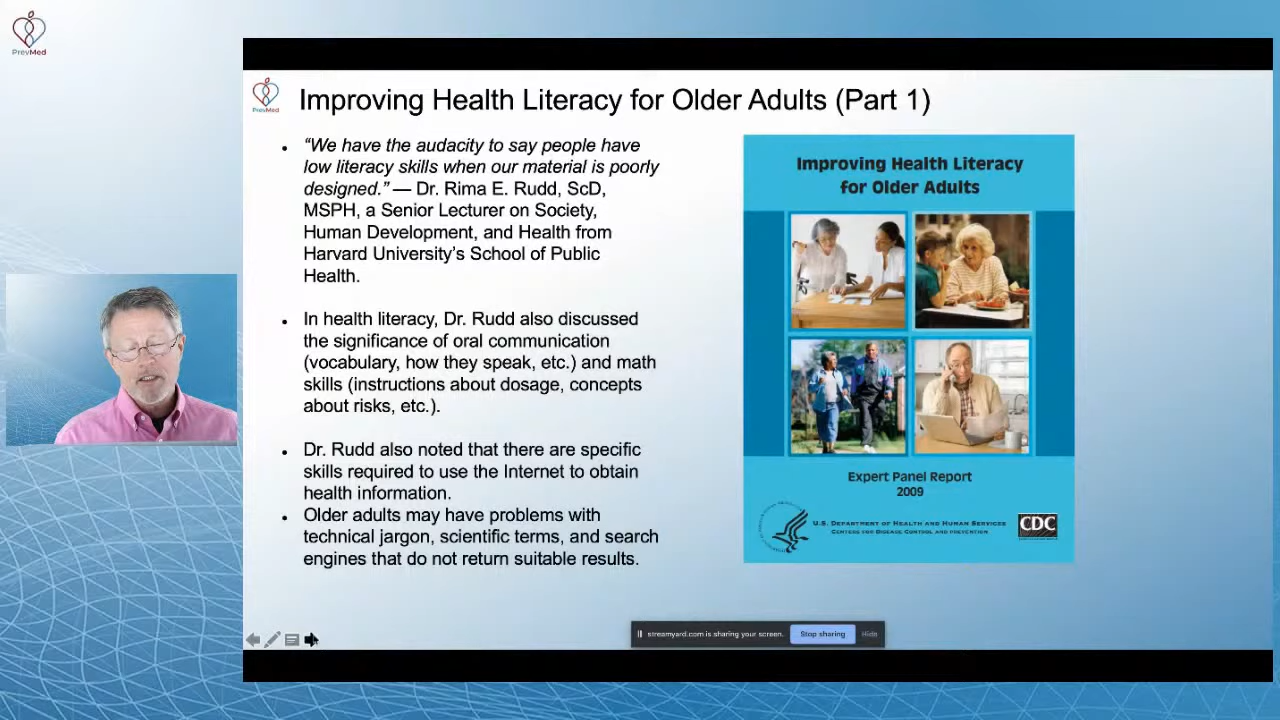 PrevMed
PrevMed
Improving Health Literacy for Older Adults (Part 1)
• “We have the audacity to say people have
low literacy skills when our material is poorly
designed.” — Dr. Rima E. Rudd, ScD,
MSPH, a Senior Lecturer on Society,
Human Development, and Health from
Harvard University’s School of Public
Health.
• In health literacy, Dr. Rudd also discussed
the significance of oral communication
(vocabulary, how they speak, etc.) and math
skills (instructions about dosage, concepts
about risks, etc.).
• Dr. Rudd also noted that there are specific
skills required to use the Internet to obtain
health information.
• Older adults may have problems with
technical jargon, scientific terms, and search
engines that do not return suitable results.
Improving Health Literacy
for Older Adults
Expert Panel Report
2009
U.S. Department of Health and Human Services
Centers for Disease Control and Prevention
CDC
streamyard.com is sharing your screen.
Stop sharing
Hide